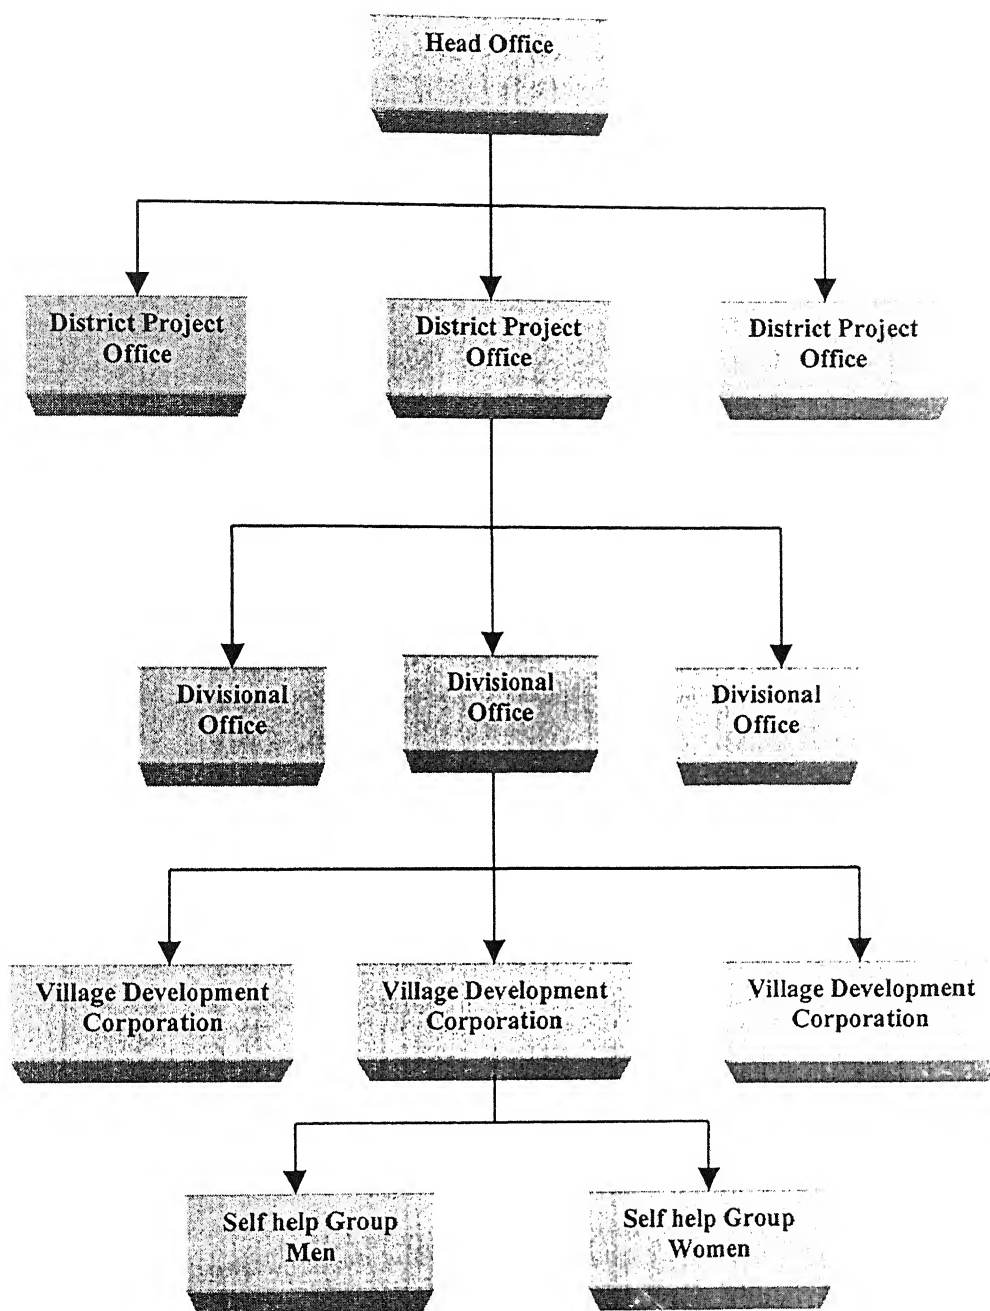 Head Office
District Project
Office
District Project
Office
District Project
Office
Divisional
Office
Divisional
Office
Divisional
Office
Village Development
Corporation
Village Development
Corporation
Village Development
Corporation
Self help Group
Men
Self help Group
Women